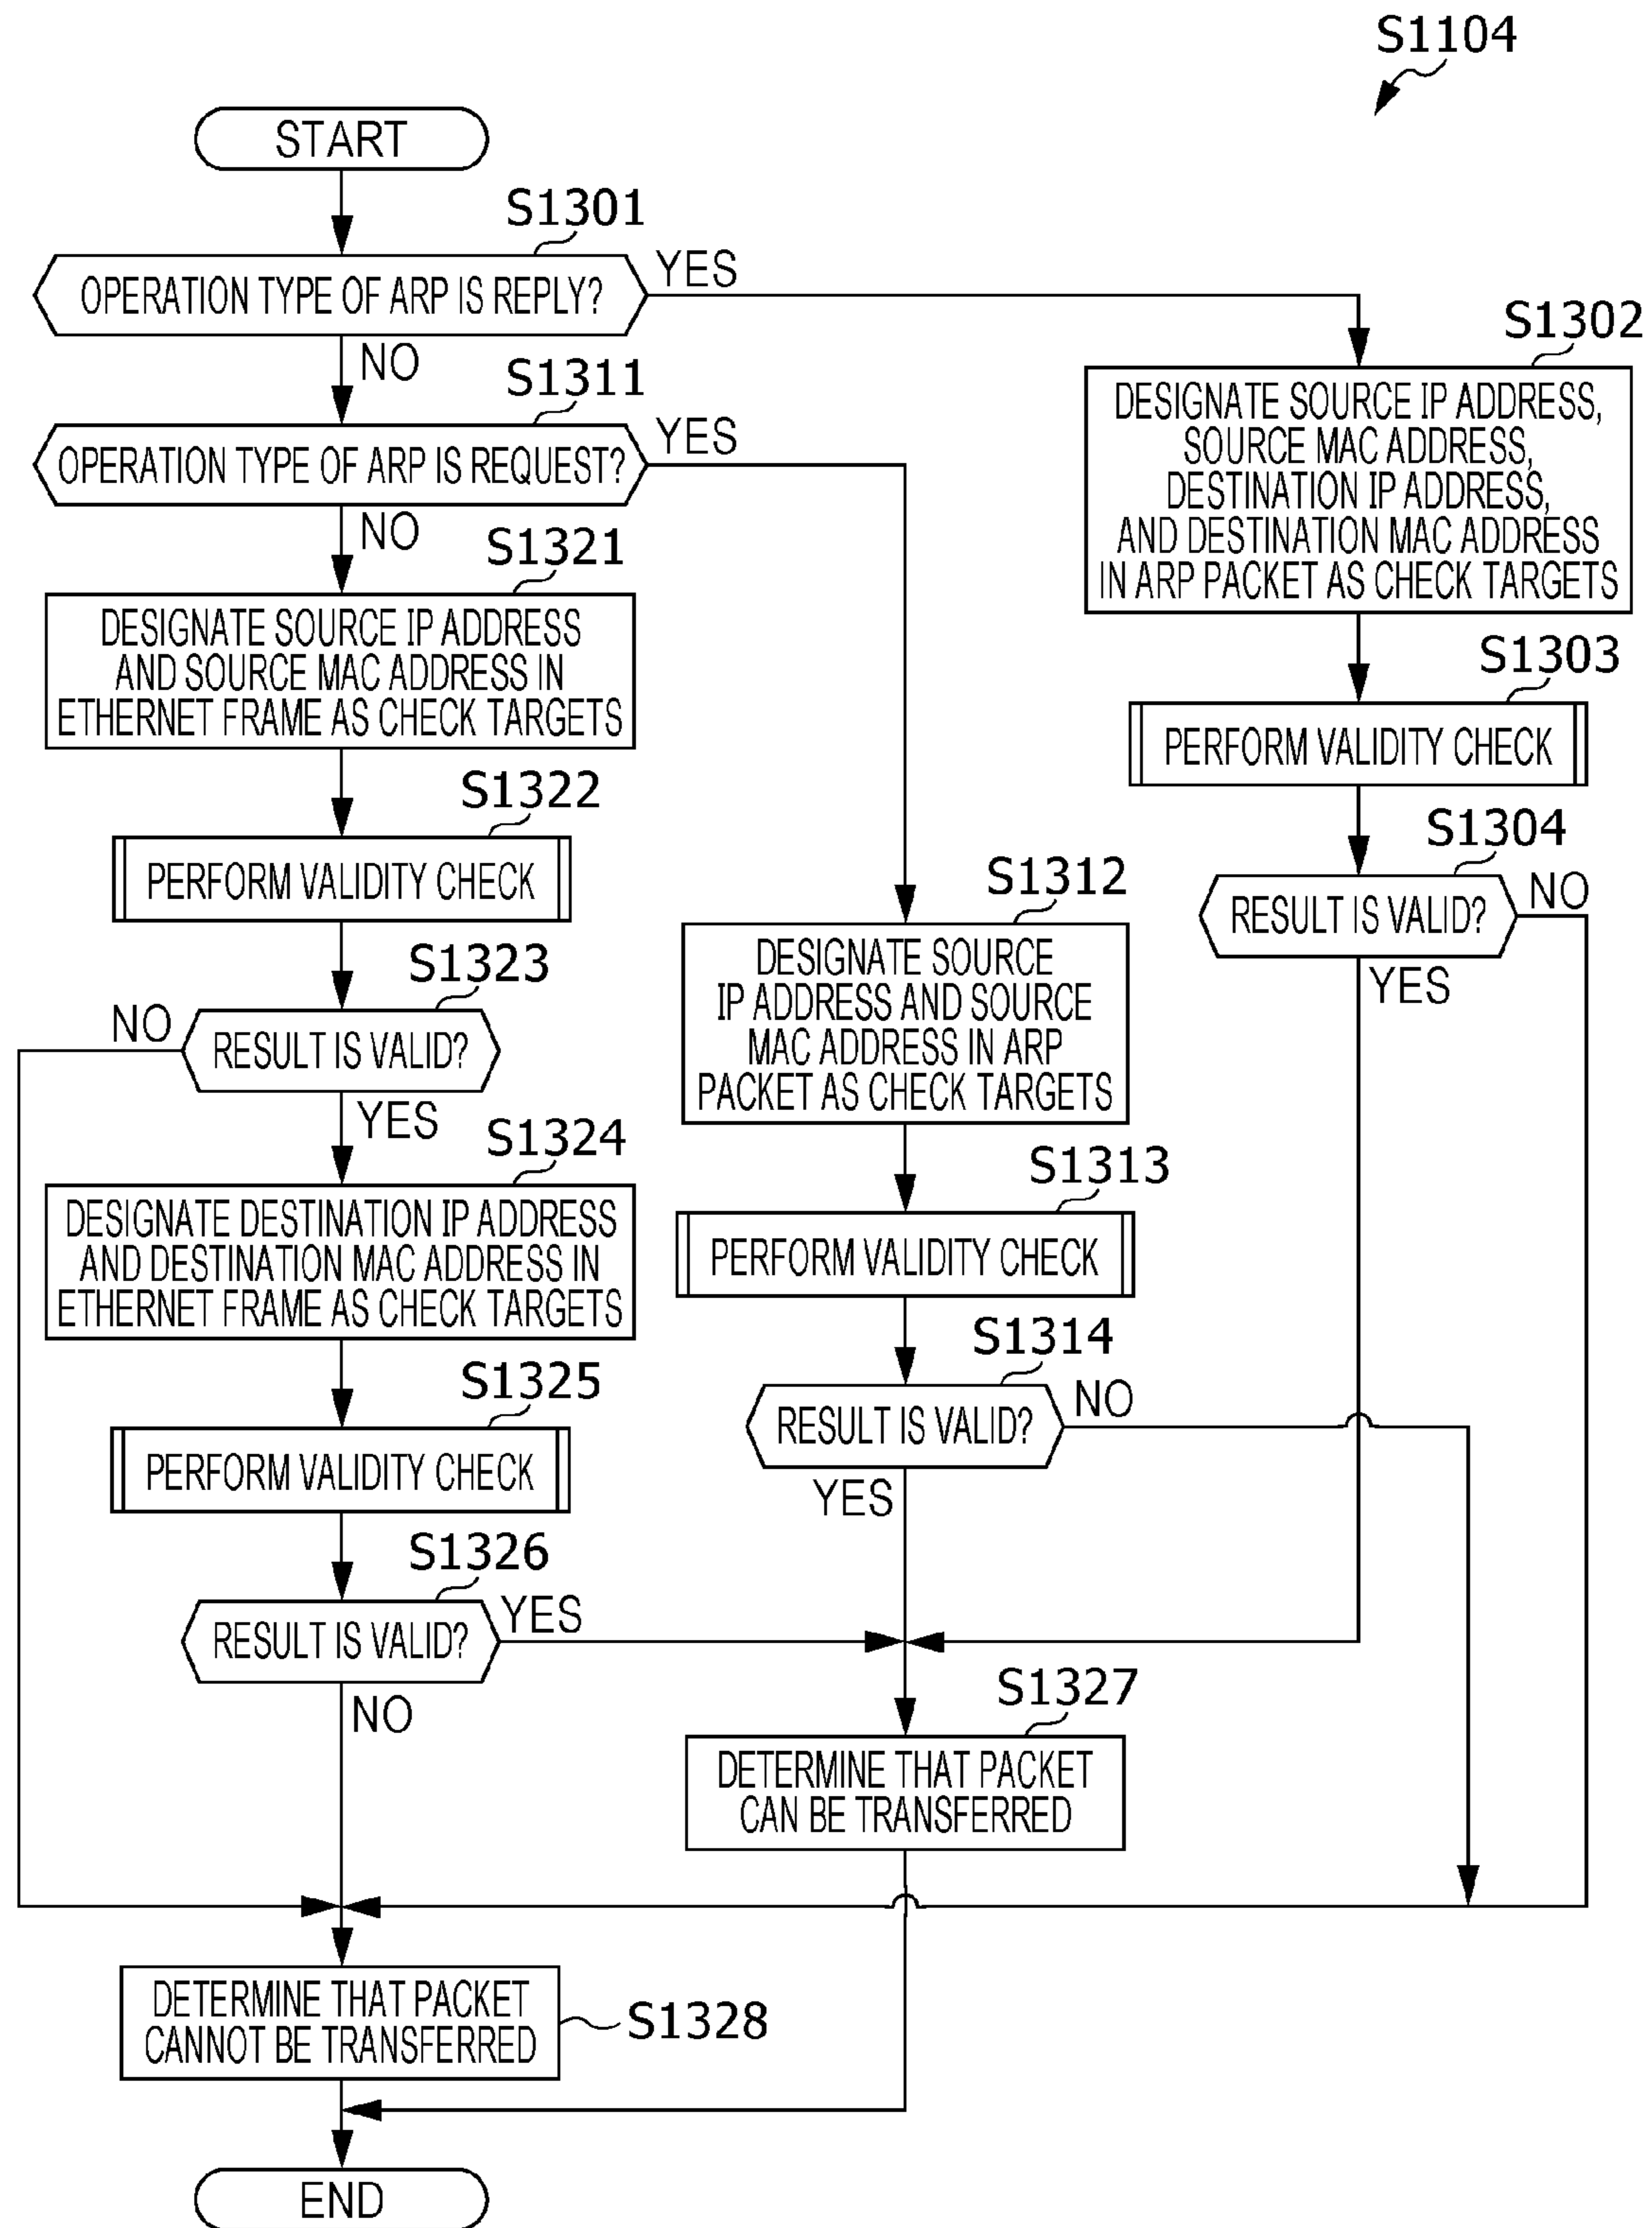 S1104
START
S1301
OPERATION TYPE OF ARP IS REPLY?
YES
NO
S1302
DESIGNATE SOURCE IP ADDRESS,
SOURCE MAC ADDRESS,
DESTINATION IP ADDRESS,
AND DESTINATION MAC ADDRESS
IN ARP PACKET AS CHECK TARGETS
S1303
PERFORM VALIDITY CHECK
S1304
RESULT IS VALID?
NO
YES
S1311
OPERATION TYPE OF ARP IS REQUEST?
YES
NO
S1312
DESIGNATE SOURCE
IP ADDRESS AND SOURCE
MAC ADDRESS IN ARP
PACKET AS CHECK TARGETS
S1313
PERFORM VALIDITY CHECK
S1314
RESULT IS VALID?
NO
YES
S1321
DESIGNATE SOURCE IP ADDRESS
AND SOURCE MAC ADDRESS IN
ETHERNET FRAME AS CHECK TARGETS
S1322
PERFORM VALIDITY CHECK
S1323
NO
RESULT IS VALID?
YES
S1324
DESIGNATE DESTINATION IP ADDRESS
AND DESTINATION MAC ADDRESS IN
ETHERNET FRAME AS CHECK TARGETS
S1325
PERFORM VALIDITY CHECK
S1326
RESULT IS VALID?
YES
NO
S1327
DETERMINE THAT PACKET
CAN BE TRANSFERRED
DETERMINE THAT PACKET
CANNOT BE TRANSFERRED
S1328
END